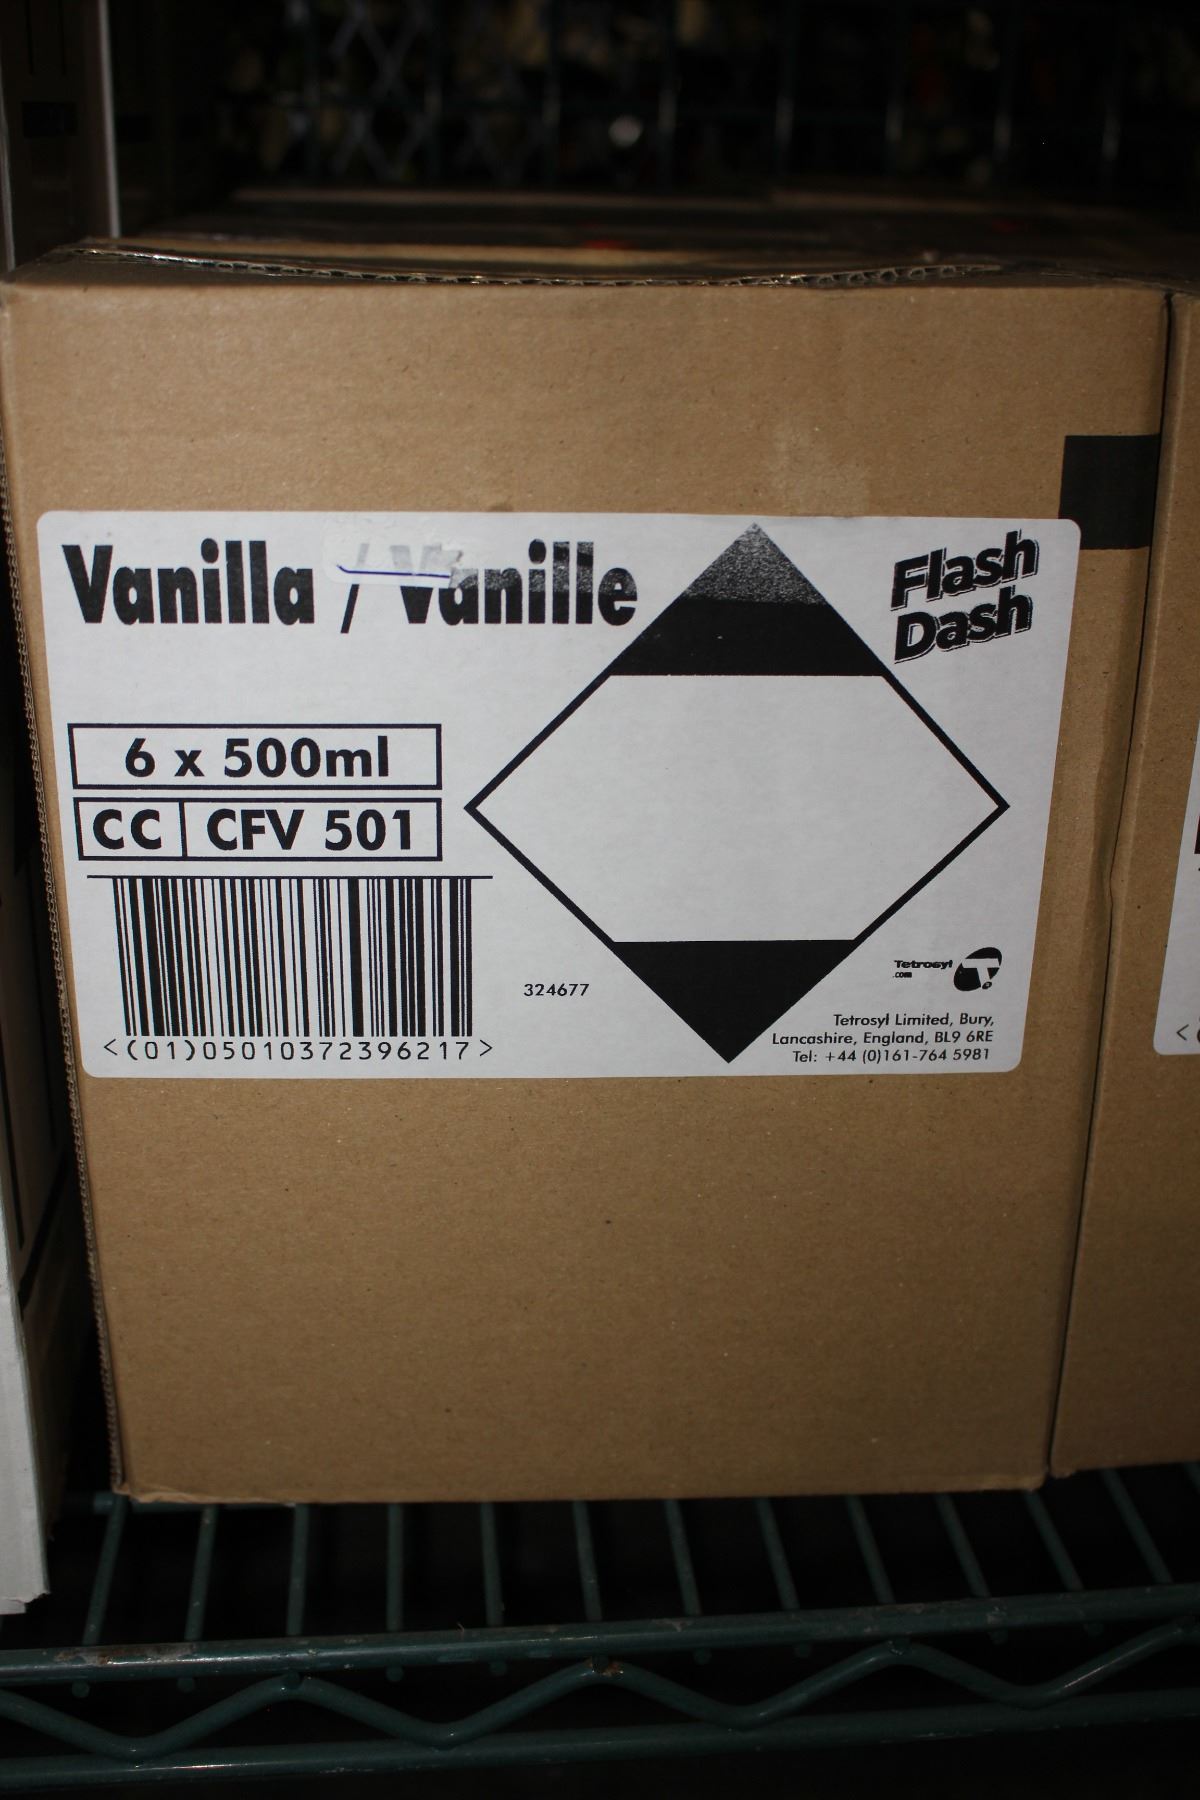 Vanilla / Vanille
Flash
Dash
6 x 500ml
CC CFV 501
<(01)05010372396217>
324677
Tetrosyl
.com
Tetrosyl Limited, Bury,
Lancashire, England, BL9 6RE
Tel: +44 (0)161-764 5981